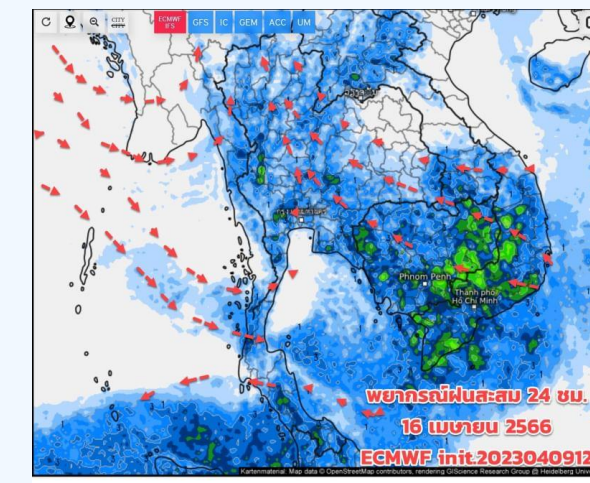 CITY
CITY
ECMWF
IFS
GFS
IC
GEM
ACC
UM
Phnom Penh
Thành phố
Hồ Chí Minh
พยากรณ์ฝนสะสม 24 ชม.
16 เมษายน 2566
ECMWF init.2023040912
Kartenmaterial: Map data © OpenStreetMap contributors, rendering GIScience Research Group @ Heidelberg Univ